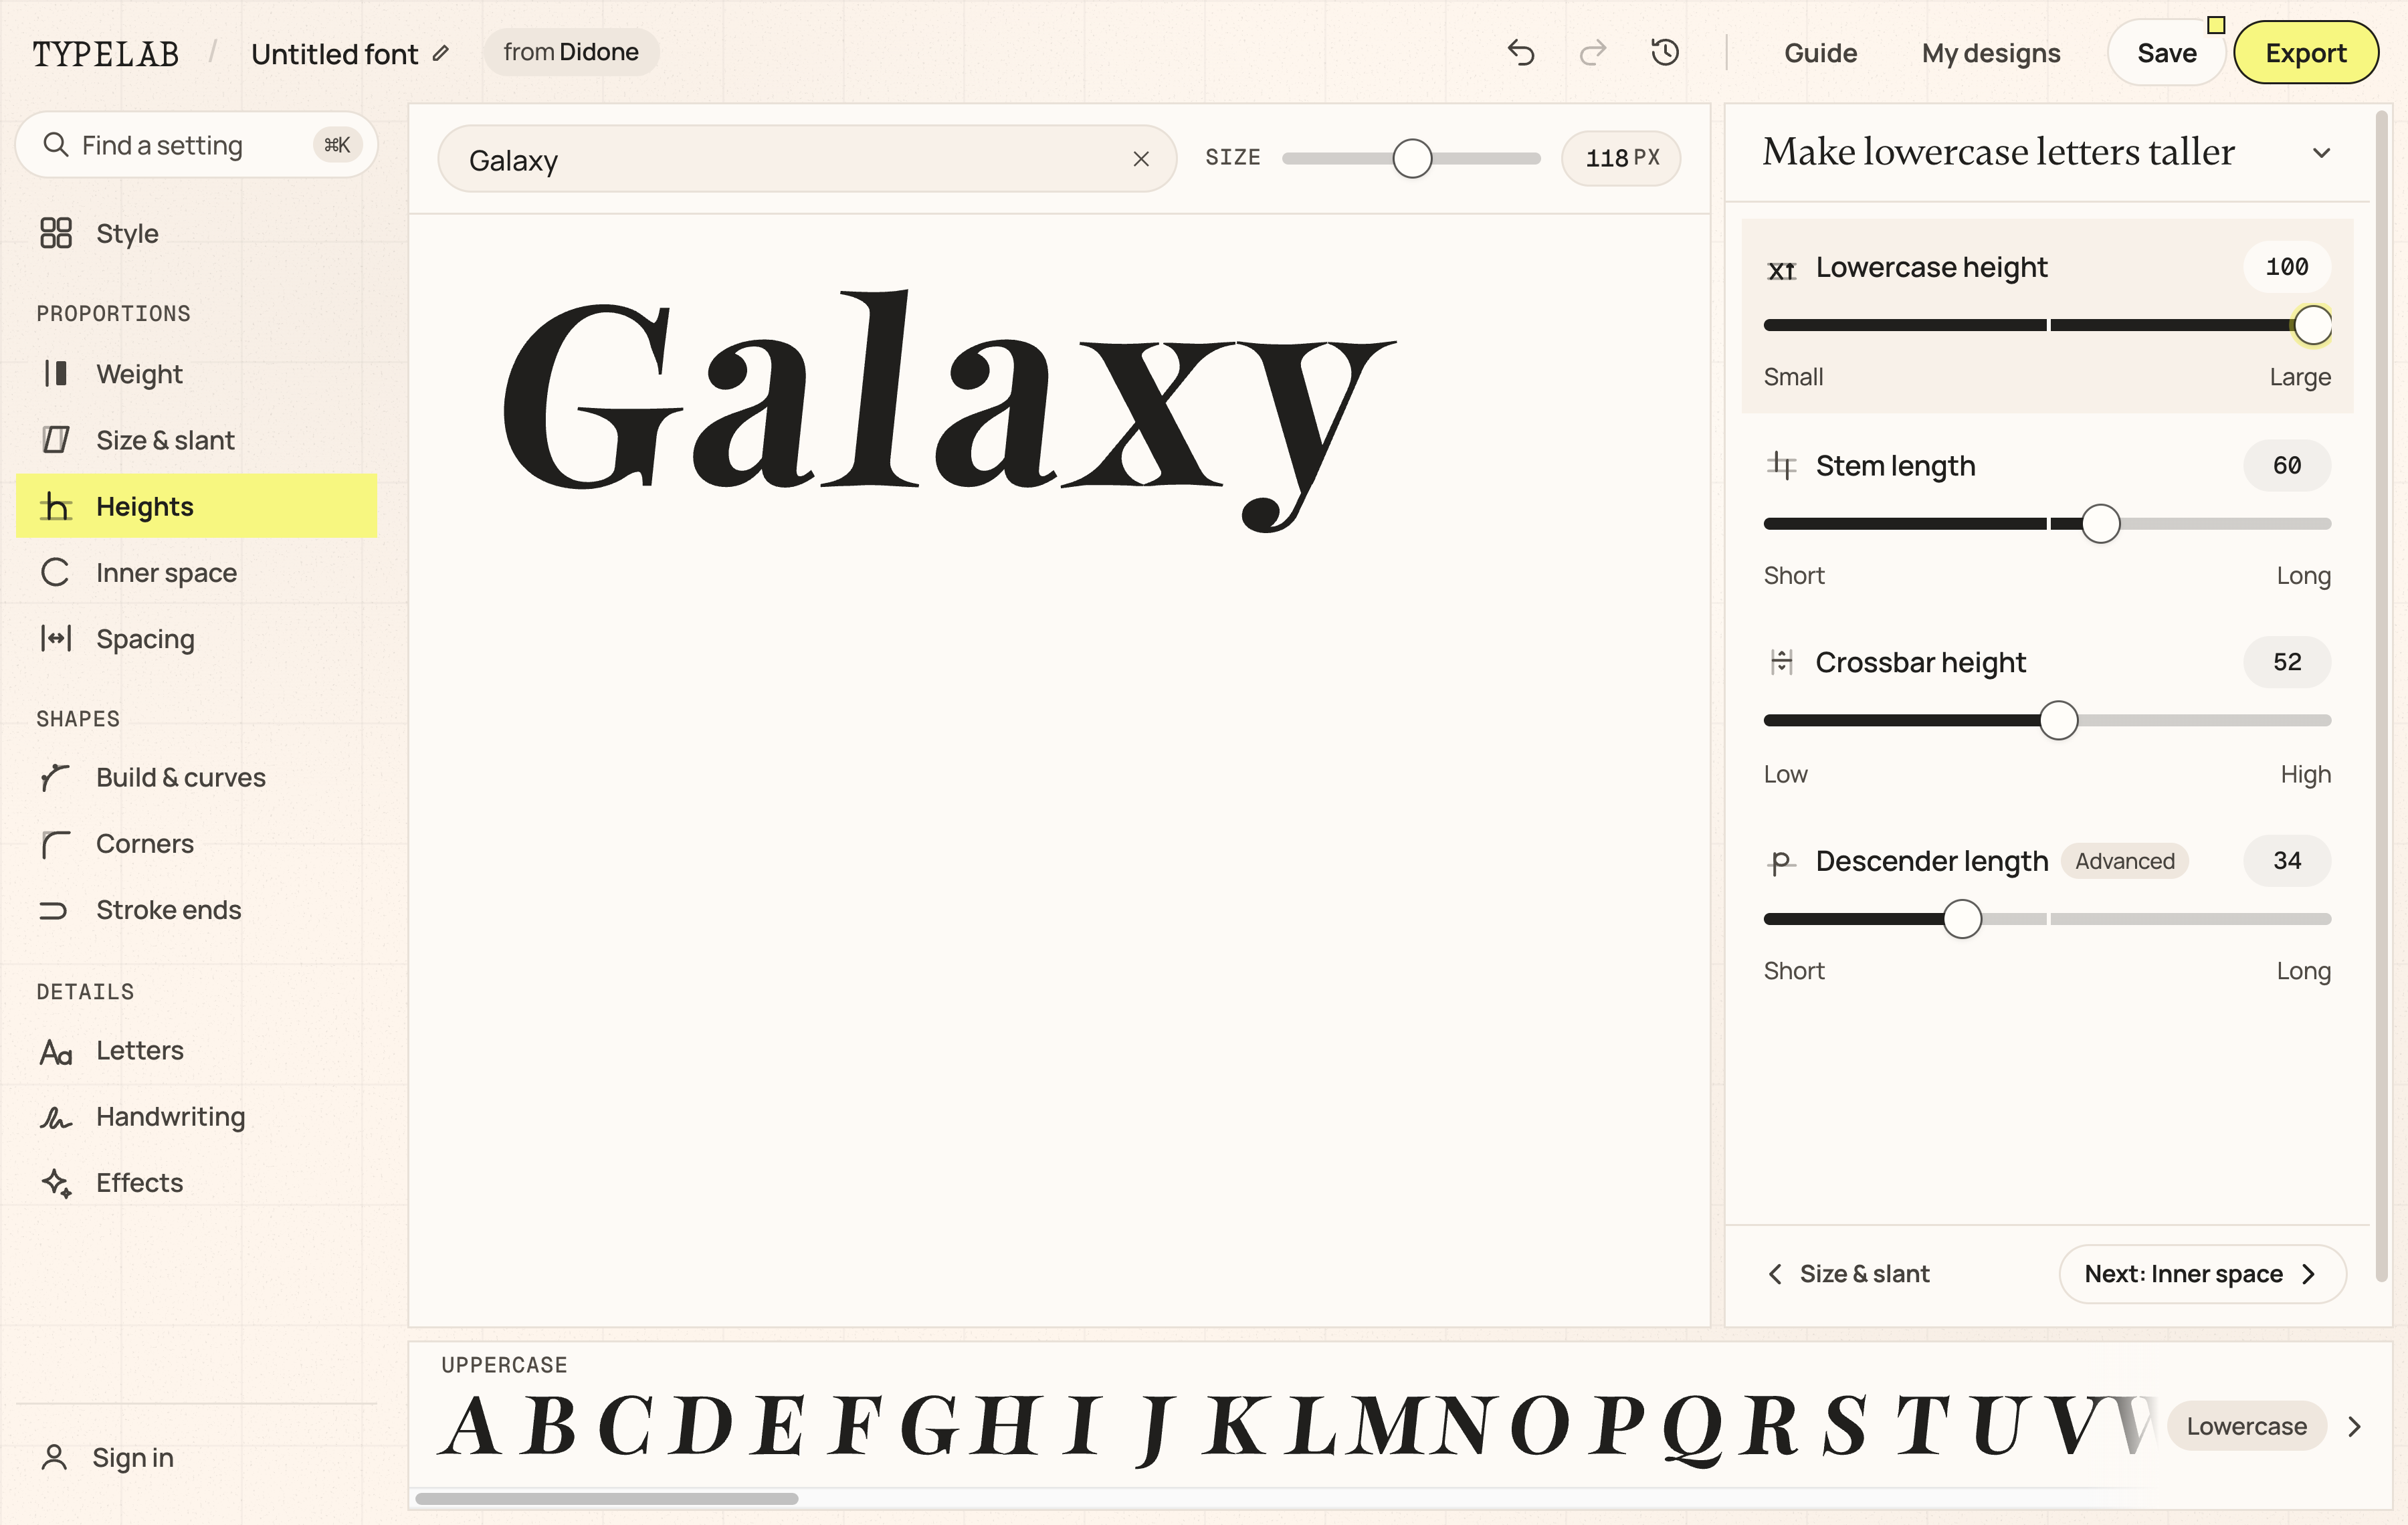 TYPELAB / Untitled font from Didone Guide My designs Save Export
Find a setting ⌘K
Style
PROPORTIONS
Weight
Size & slant
Heights
Inner space
Spacing
SHAPES
Build & curves
Corners
Stroke ends
DETAILS
Letters
Handwriting
Effects
Sign in
Galaxy SIZE 118 PX
Galaxy
Make lowercase letters taller
Lowercase height 100
Small Large
Stem length 60
Short Long
Crossbar height 52
Low High
Descender length Advanced 34
Short Long
Size & slant Next: Inner space
UPPERCASE
A B C D E F G H I J K L M N O P Q R S T U V W Lowercase